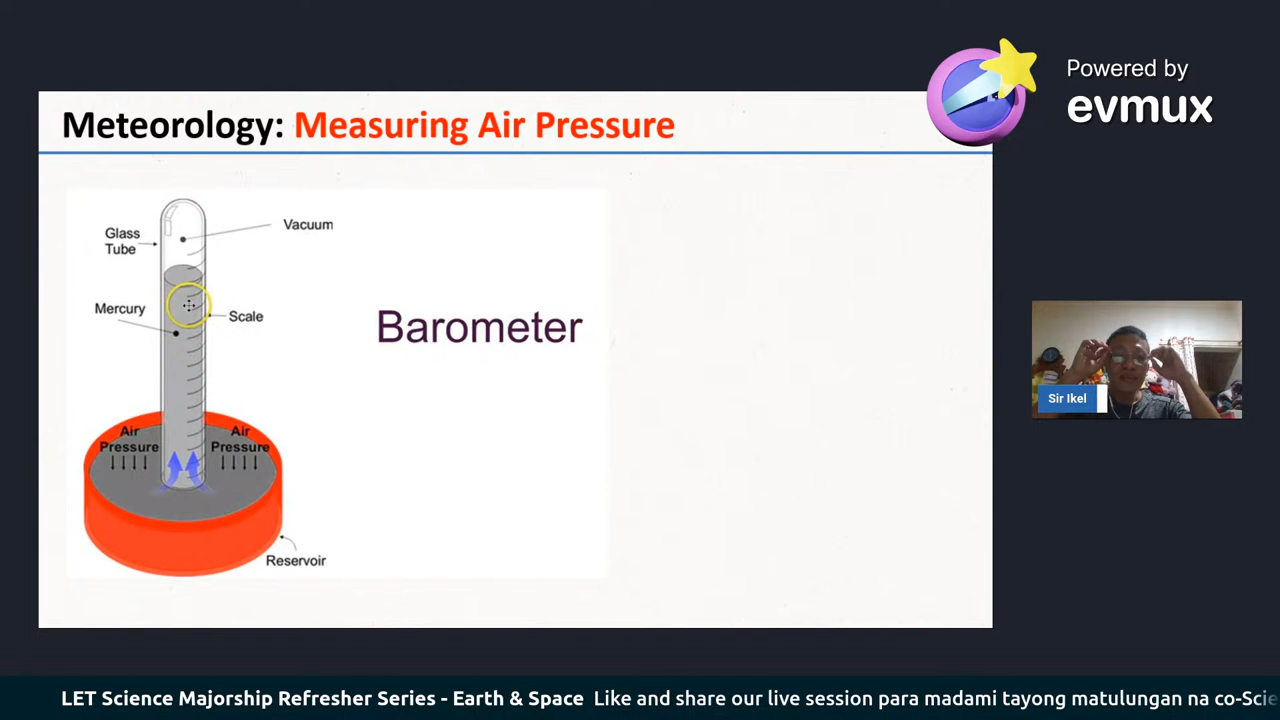 Powered by
evmux
Meteorology: Measuring Air Pressure
Glass
Tube
Vacuum
Mercury
Scale
Barometer
Air
Pressure
Air
Pressure
Reservoir
Sir Ikel
LET Science Majorship Refresher Series - Earth & Space Like and share our live session para madami tayong matulungan na